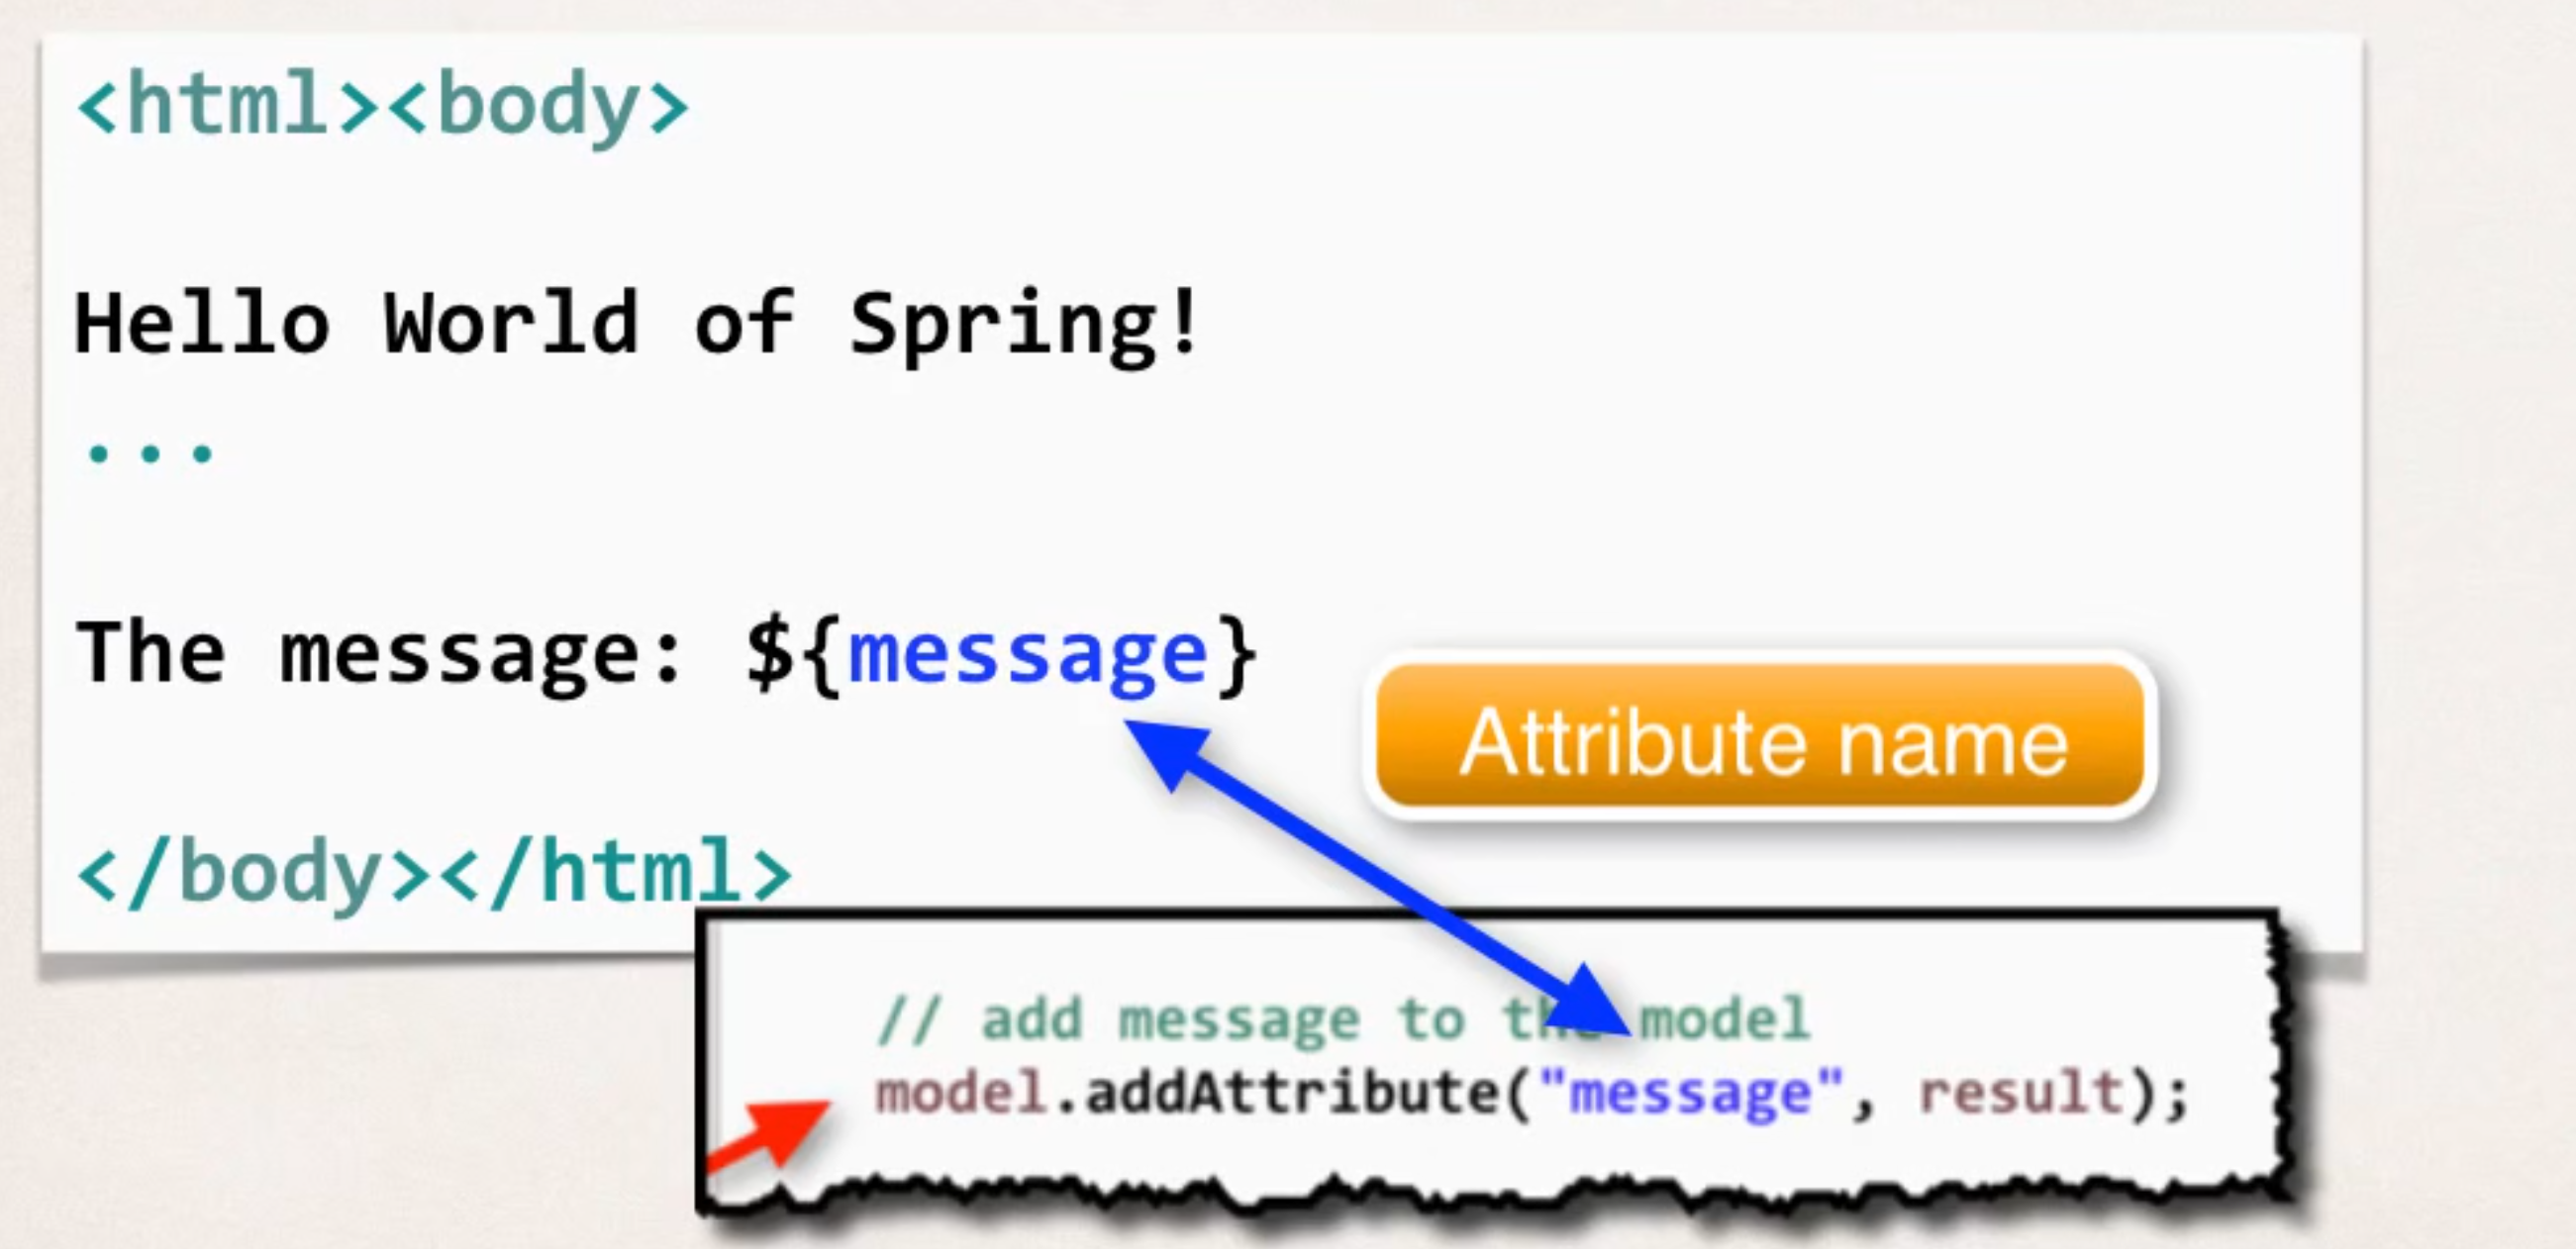 <html><body>
Hello World of Spring!
...
The message: ${message}
Attribute name
</body></html>
// add message to the model
model.addAttribute("message", result);